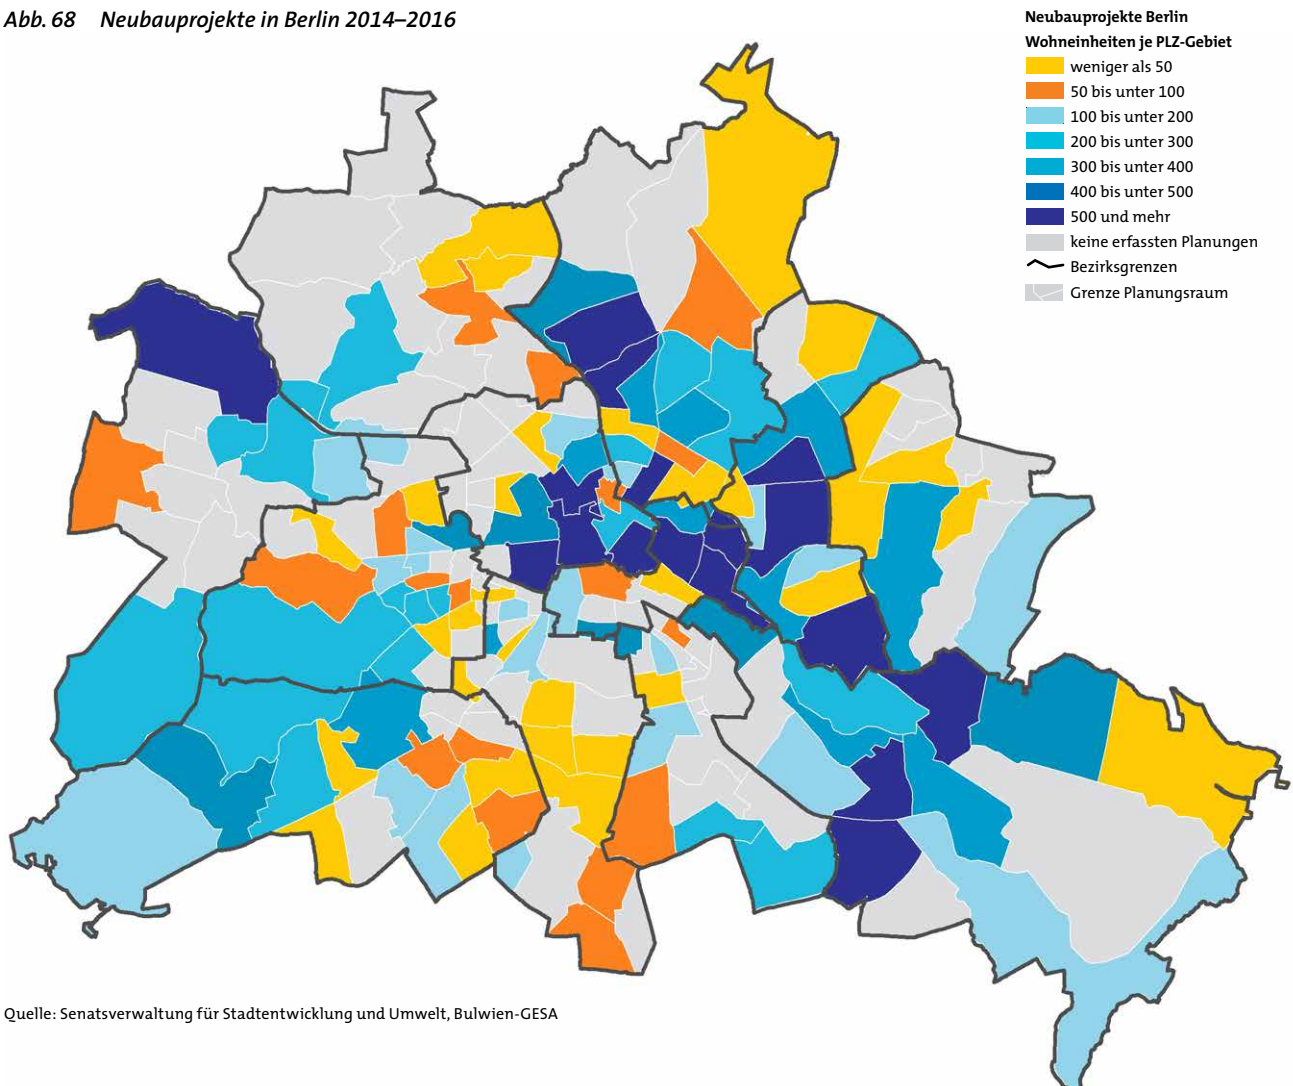 Abb. 68 Neubauprojekte in Berlin 2014–2016
Neubauprojekte Berlin
Wohneinheiten je PLZ-Gebiet
weniger als 50
50 bis unter 100
100 bis unter 200
200 bis unter 300
300 bis unter 400
400 bis unter 500
500 und mehr
keine erfassten Planungen
Bezirksgrenzen
Grenze Planungsraum
Quelle: Senatsverwaltung für Stadtentwicklung und Umwelt, Bulwien-GESA